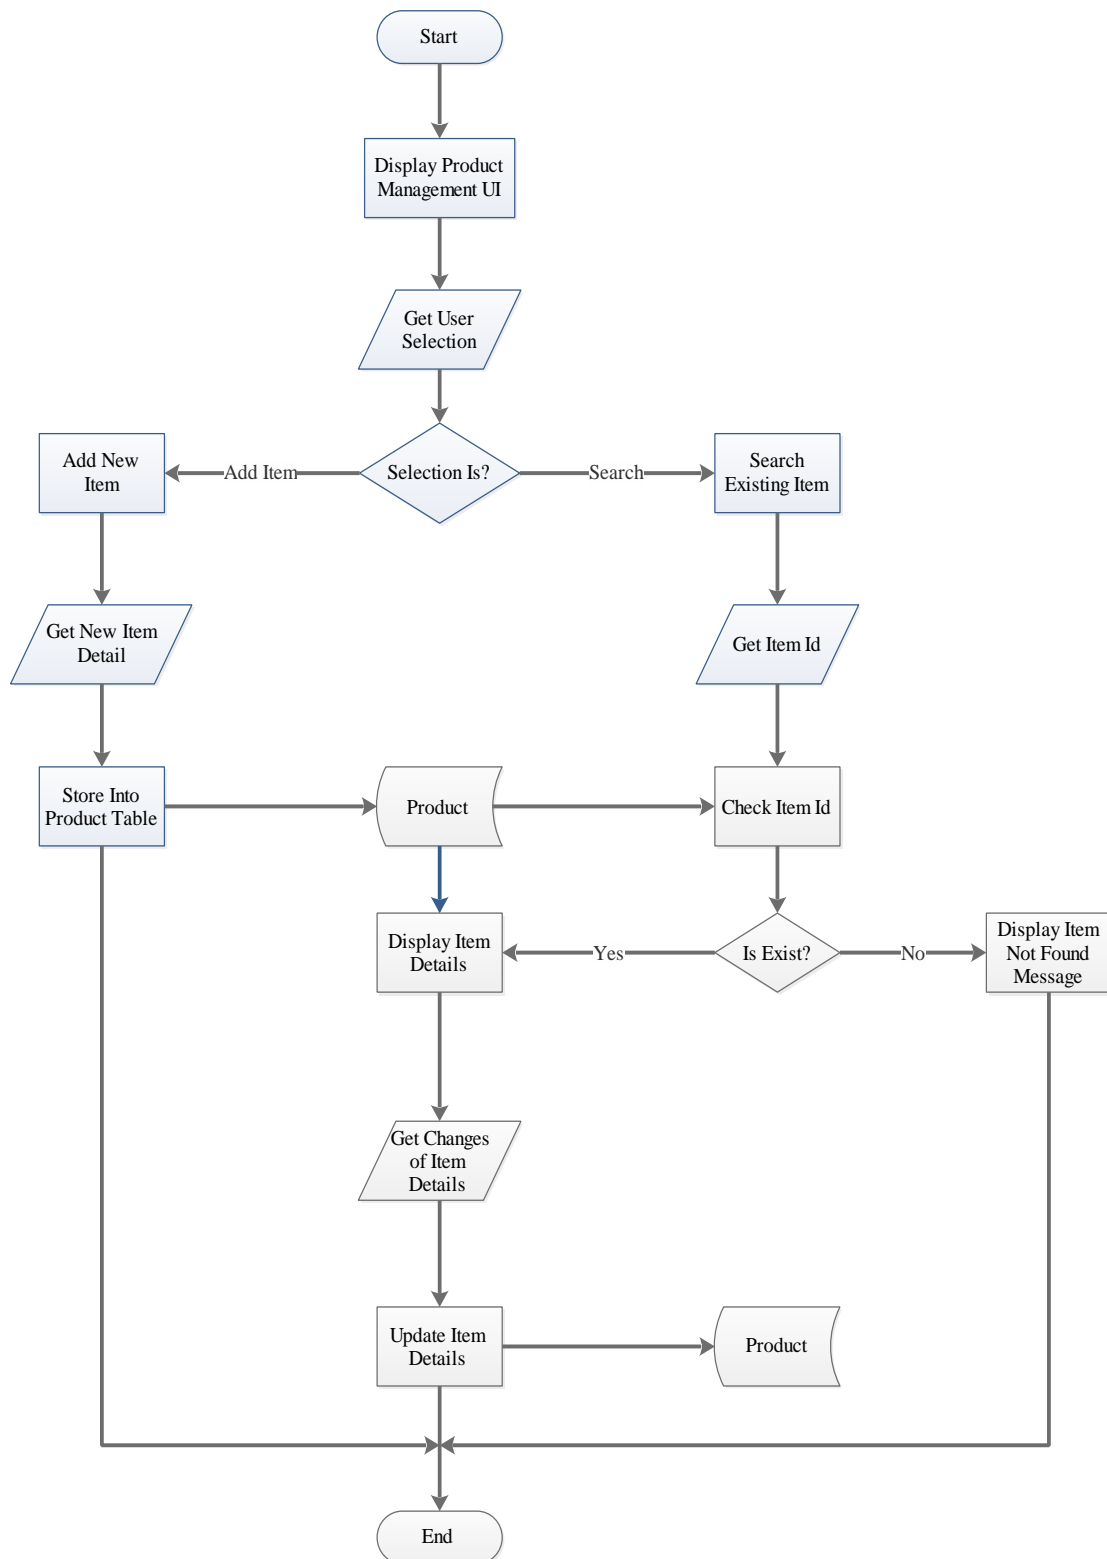 Start
Display Product
Management UI
Get User
Selection
Add New
Item
Add Item
Selection Is?
Search
Search
Existing Item
Get New Item
Detail
Get Item Id
Store Into
Product Table
Product
Check Item Id
Display Item
Details
Yes
Is Exist?
No
Display Item
Not Found
Message
Get Changes
of Item
Details
Update Item
Details
Product
End